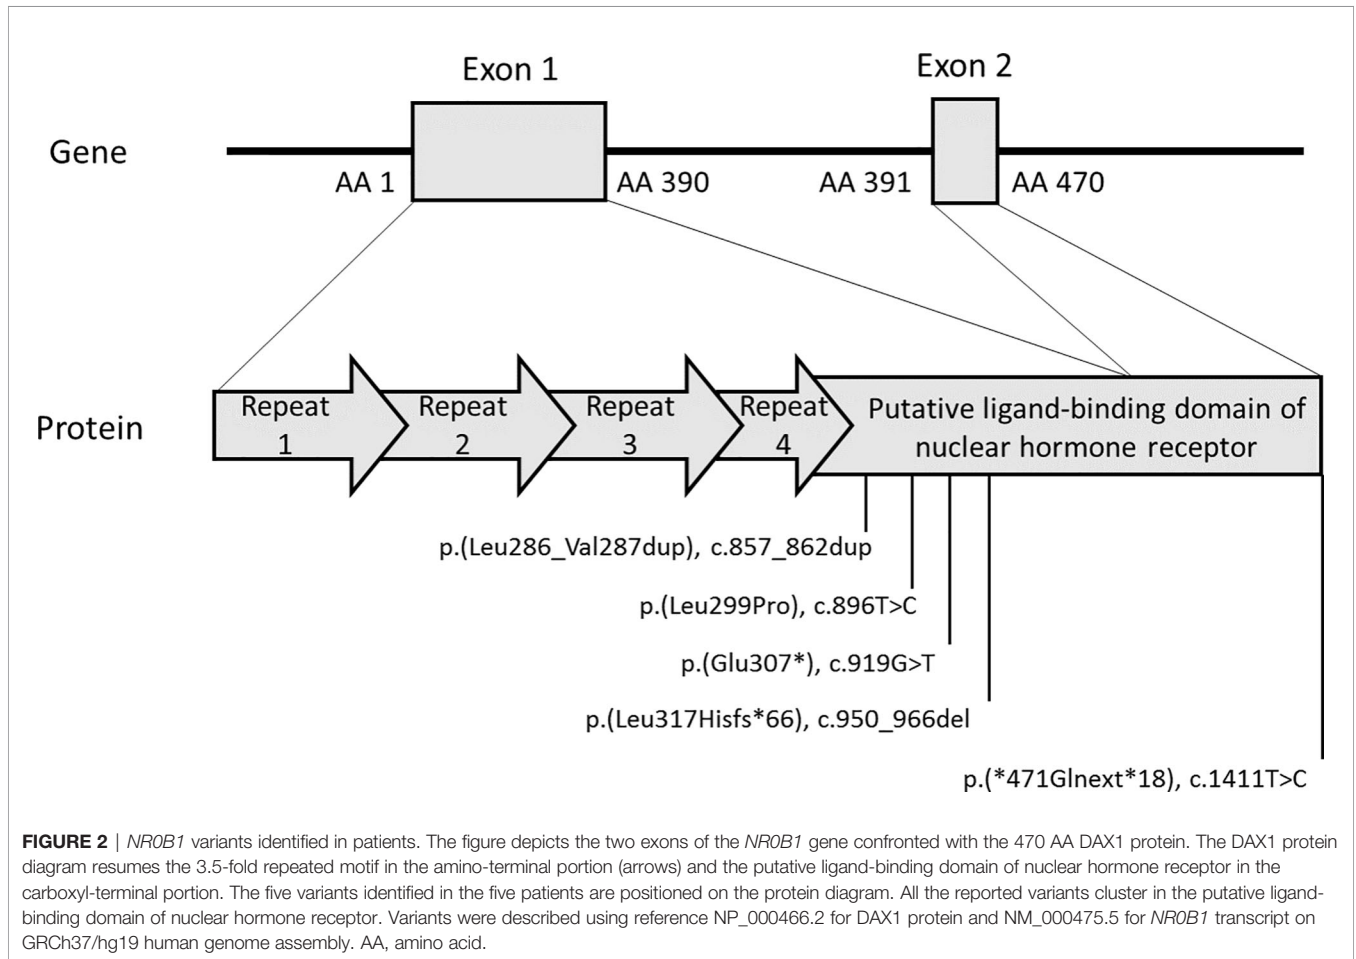 Exon 1
Exon 2
Gene
AA 1
AA 390
AA 391
AA 470
Protein
Repeat
1
Repeat
2
Repeat
3
Repeat
4
Putative ligand-binding domain of
nuclear hormone receptor
p.(Leu286_Val287dup), c.857_862dup
p.(Leu299Pro), c.896T>C
p.(Glu307*), c.919G>T
p.(Leu317Hisfs*66), c.950_966del
p.(*471Glnext*18), c.1411T>C
FIGURE 2 | NR0B1 variants identified in patients. The figure depicts the two exons of the NR0B1 gene confronted with the 470 AA DAX1 protein. The DAX1 protein
diagram resumes the 3.5-fold repeated motif in the amino-terminal portion (arrows) and the putative ligand-binding domain of nuclear hormone receptor in the
carboxyl-terminal portion. The five variants identified in the five patients are positioned on the protein diagram. All the reported variants cluster in the putative ligand-
binding domain of nuclear hormone receptor. Variants were described using reference NP_000466.2 for DAX1 protein and NM_000475.5 for NR0B1 transcript on
GRCh37/hg19 human genome assembly. AA, amino acid.